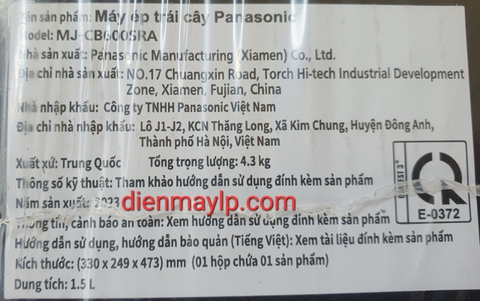 Tên sản phẩm: Máy ép trái cây Panasonic
Model: MJ-CB600SRA
Nhà sản xuất: Panasonic Manufacturing (Xiamen) Co., Ltd.
Địa chỉ nhà sản xuất: NO.17 Chuangxin Road, Torch Hi-tech Industrial Development
Zone, Xiamen, Fujian, China
Nhà nhập khẩu: Công ty TNHH Panasonic Việt Nam
Địa chỉ nhà nhập khẩu: Lô J1-J2, KCN Thăng Long, Xã Kim Chung, Huyện Đông Anh,
Thành phố Hà Nội, Việt Nam
Xuất xứ: Trung Quốc Tổng trọng lượng: 4.3 kg
Thông số kỹ thuật: Tham khảo hướng dẫn sử dụng đính kèm sản phẩm
Năm sản xuất: 2023
dienmaylp.com
Thông tin, cảnh báo an toàn: Xem hướng dẫn sử dụng đính kèm sản phẩm
Hướng dẫn sử dụng, hướng dẫn bảo quản (Tiếng Việt): Xem tài liệu đính kèm sản phẩm
Kích thước: (330 x 249 x 473) mm (01 hộp chứa 01 sản phẩm)
Dung tích: 1.5 L
CR
E-0372